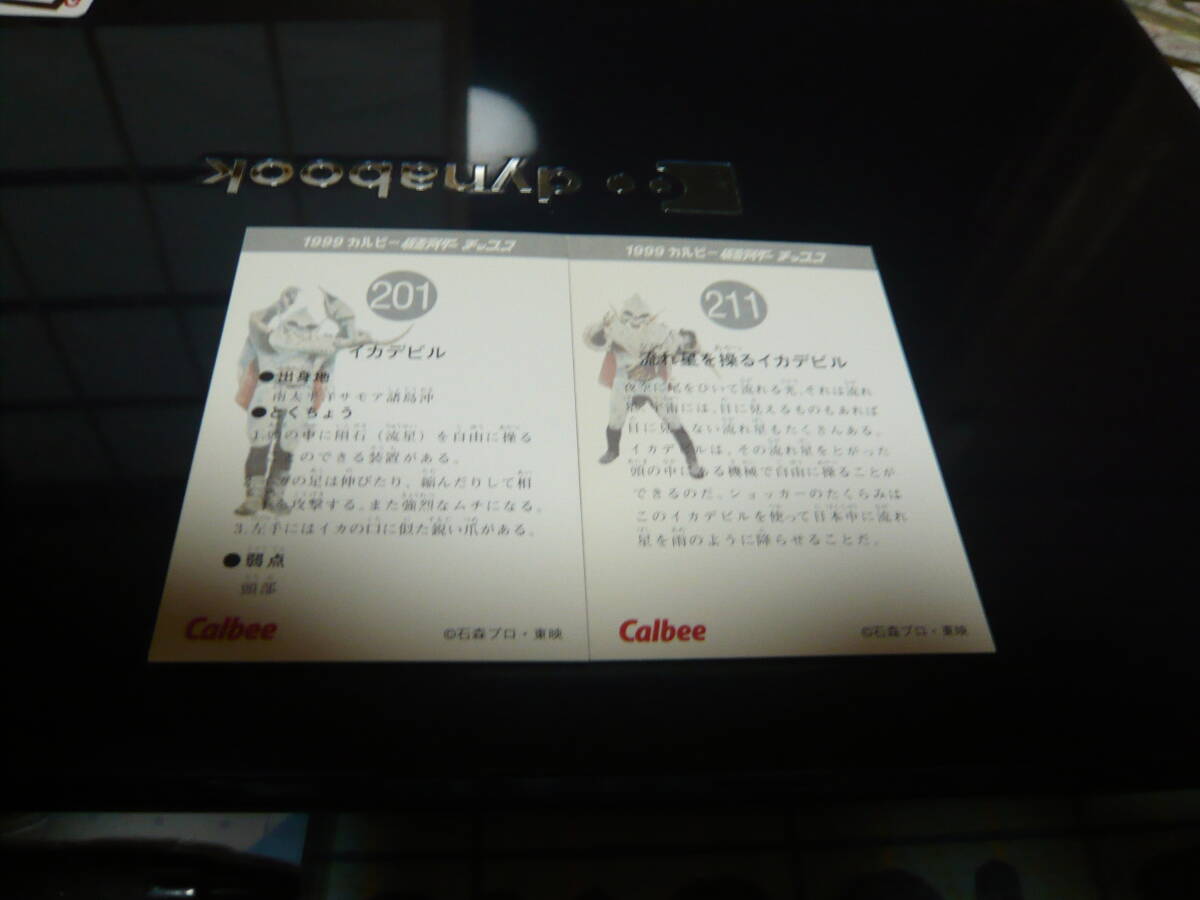 dynabook
1999 カルビー 仮面ライダー チップス
201
イカデビル
●出身地
南太平洋サモア諸島沖
●とくちょう
1.頭の中に隕石（流星）を自由に操る
のできる装置がある。
の足は伸びたり、縮んだりして相
を攻撃する。また強烈なムチになる。
3.左手にはイカの口に似た鋭い爪がある。
●弱点
頭部
Calbee
©石森プロ・東映
1999 カルビー 仮面ライダー チップス
211
流れ星を操るイカデビル
夜空に尾をひいて流れる光、それは流れ
星。宇宙には、目に見えるものもあれば
目に見えない流れ星もたくさんある。
イカデビルは、その流れ星をとがった
頭の中にある機械で自由に操ることが
できるのだ。ショッカーのたくらみは
このイカデビルを使って日本中に流れ
星を雨のように降らせることだ。
Calbee
©石森プロ・東映